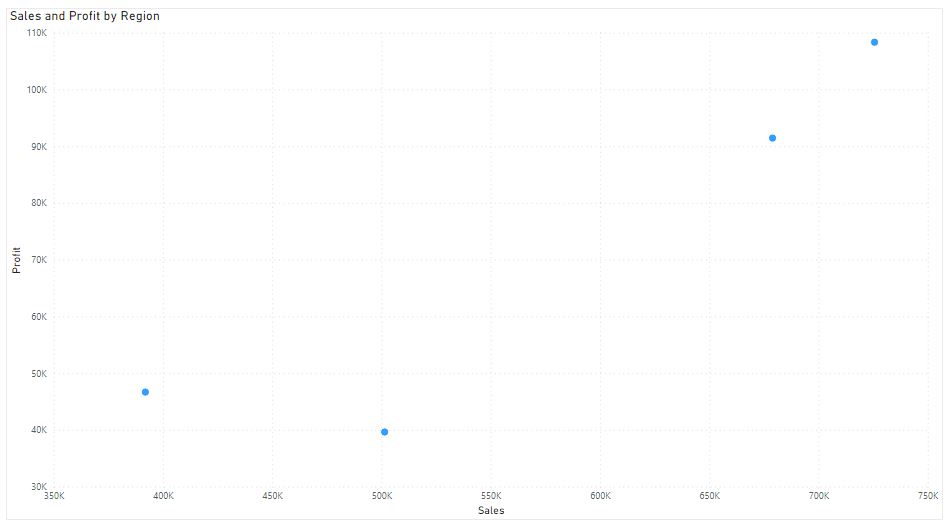 Sales and Profit by Region
110K
100K
90K
80K
70K
60K
50K
40K
30K
Profit
350K 400K 450K 500K 550K 600K 650K 700K 750K
Sales